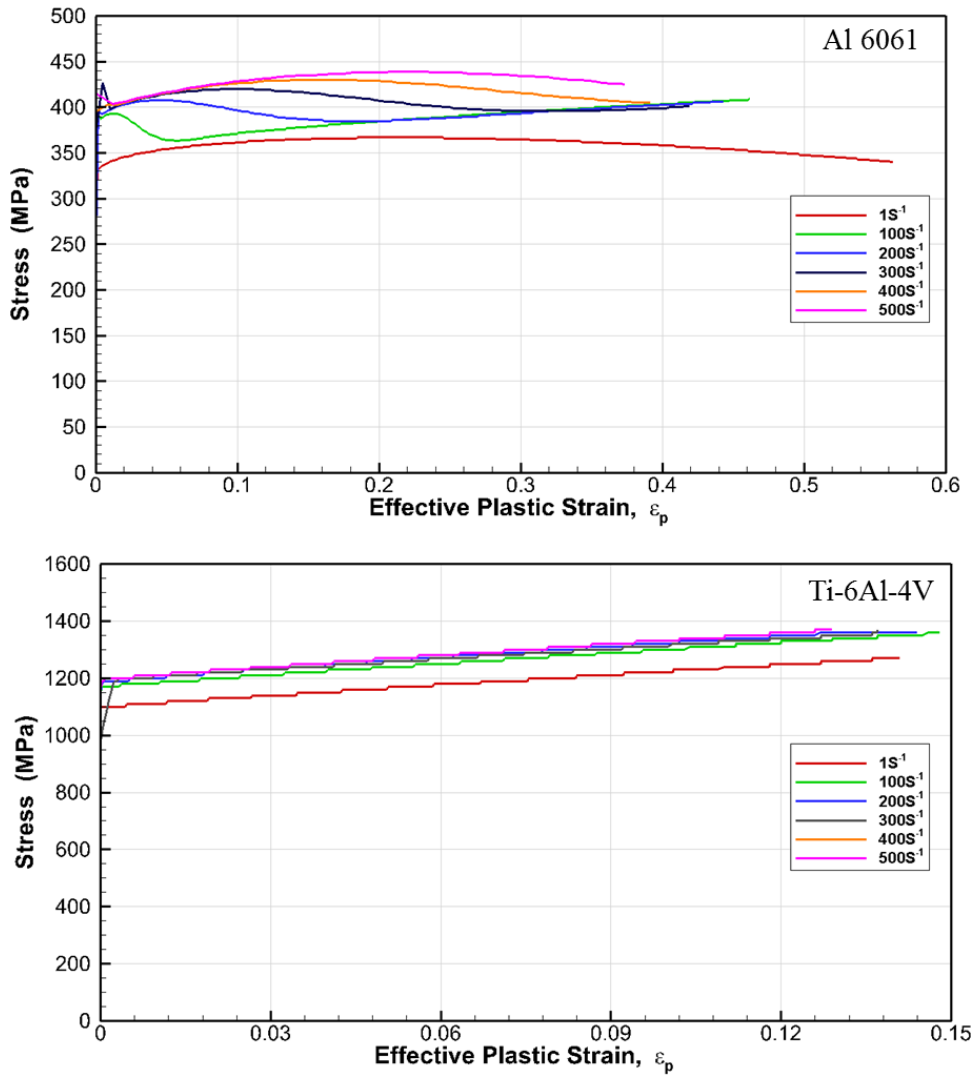 Al 6061
Stress (MPa)
500
450
400
350
300
250
200
150
100
50
0
0 0.1 0.2 0.3 0.4 0.5 0.6
Effective Plastic Strain, εp
1S⁻¹
100S⁻¹
200S⁻¹
300S⁻¹
400S⁻¹
500S⁻¹
Ti-6Al-4V
Stress (MPa)
1600
1400
1200
1000
800
600
400
200
0
0 0.03 0.06 0.09 0.12 0.15
Effective Plastic Strain, εp
1S⁻¹
100S⁻¹
200S⁻¹
300S⁻¹
400S⁻¹
500S⁻¹